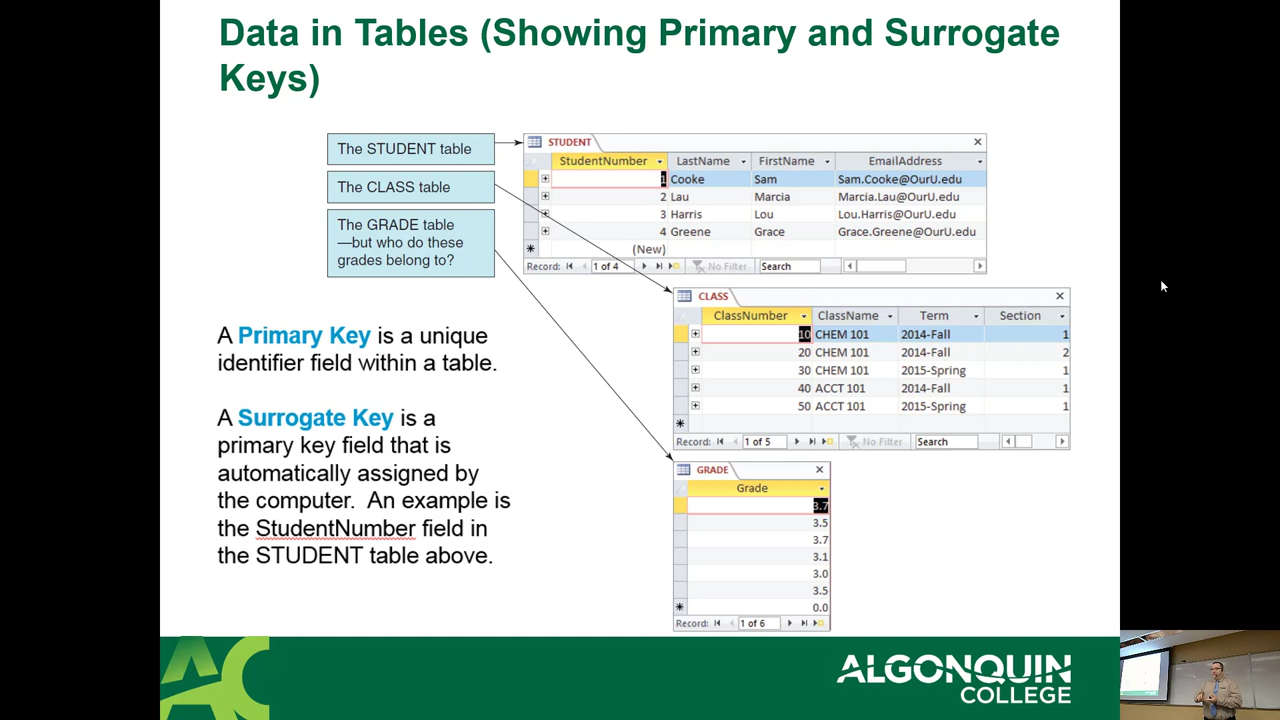 Data in Tables (Showing Primary and Surrogate
Keys)
The STUDENT table
The CLASS table
The GRADE table
—but who do these
grades belong to?
STUDENT
StudentNumber LastName FirstName EmailAddress
1 Cooke Sam Sam.Cooke@OurU.edu
2 Lau Marcia Marcia.Lau@OurU.edu
3 Harris Lou Lou.Harris@OurU.edu
4 Greene Grace Grace.Greene@OurU.edu
(New)
Record: 1 of 4 No Filter Search
CLASS
ClassNumber ClassName Term Section
10 CHEM 101 2014-Fall 1
20 CHEM 101 2014-Fall 2
30 CHEM 101 2015-Spring 1
40 ACCT 101 2014-Fall 1
50 ACCT 101 2015-Spring 1
Record: 1 of 5 No Filter Search
GRADE
Grade
3.7
3.5
3.7
3.1
3.0
3.5
0.0
Record: 1 of 6
A Primary Key is a unique
identifier field within a table.
A Surrogate Key is a
primary key field that is
automatically assigned by
the computer. An example is
the StudentNumber field in
the STUDENT table above.
AC
ALGONQUIN
COLLEGE